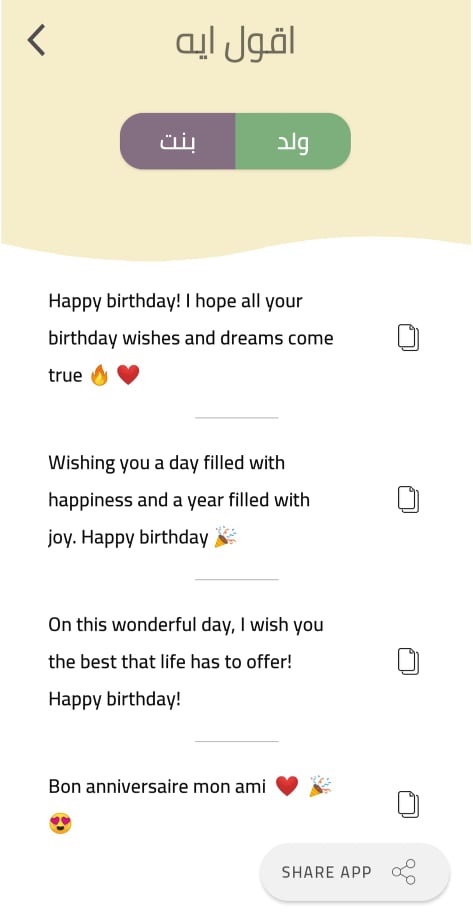 اقول ايه
ولد
بنت
Happy birthday! I hope all your
birthday wishes and dreams come
true 🔥 ❤️
Wishing you a day filled with
happiness and a year filled with
joy. Happy birthday 🎉
On this wonderful day, I wish you
the best that life has to offer!
Happy birthday!
Bon anniversaire mon ami ❤️ 🎉
😍
SHARE APP